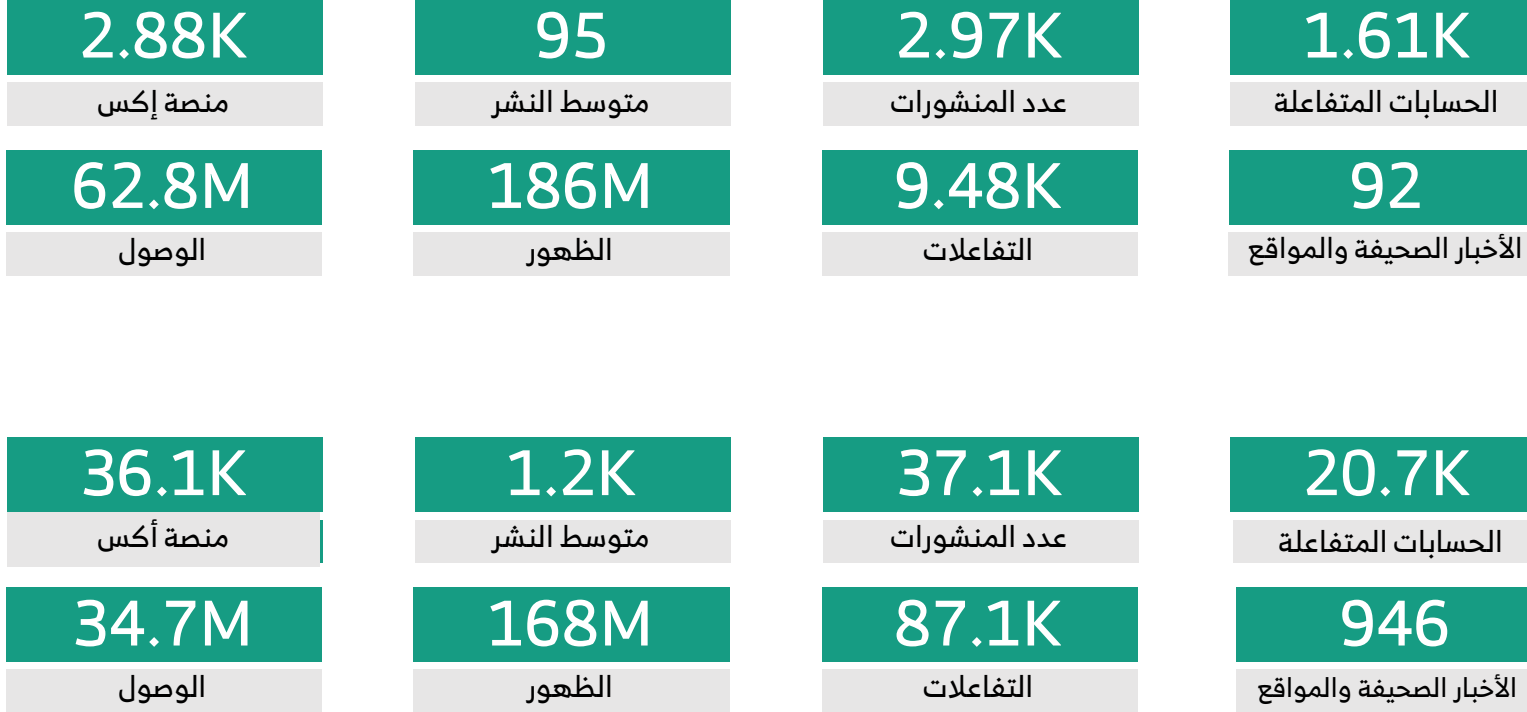 1.61K
الحسابات المتفاعلة
2.97K
عدد المنشورات
95
متوسط النشر
2.88K
منصة إكس
92
الأخبار الصحيفة والمواقع
9.48K
التفاعلات
186M
الظهور
62.8M
الوصول
20.7K
الحسابات المتفاعلة
37.1K
عدد المنشورات
1.2K
متوسط النشر
36.1K
منصة أكس
946
الأخبار الصحيفة والمواقع
87.1K
التفاعلات
168M
الظهور
34.7M
الوصول